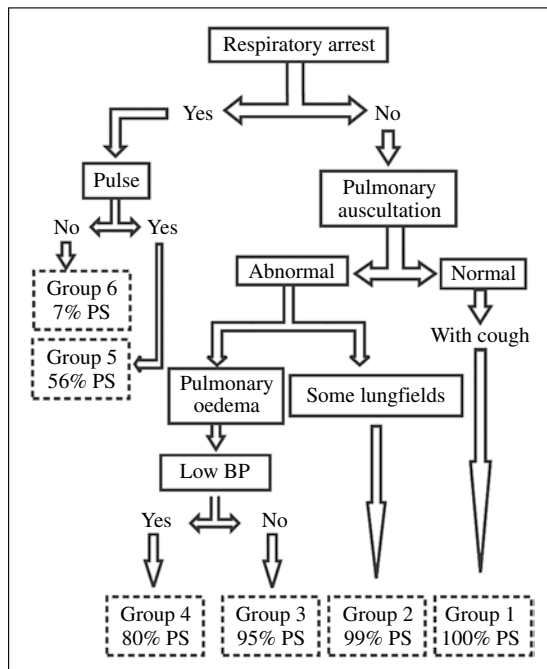 Respiratory arrest
Yes
No
Pulse
Pulmonary
auscultation
No
Yes
Abnormal
Normal
Group 6
7% PS
With cough
Group 5
56% PS
Pulmonary
oedema
Some lungfields
Low BP
Yes
No
Group 4
80% PS
Group 3
95% PS
Group 2
99% PS
Group 1
100% PS